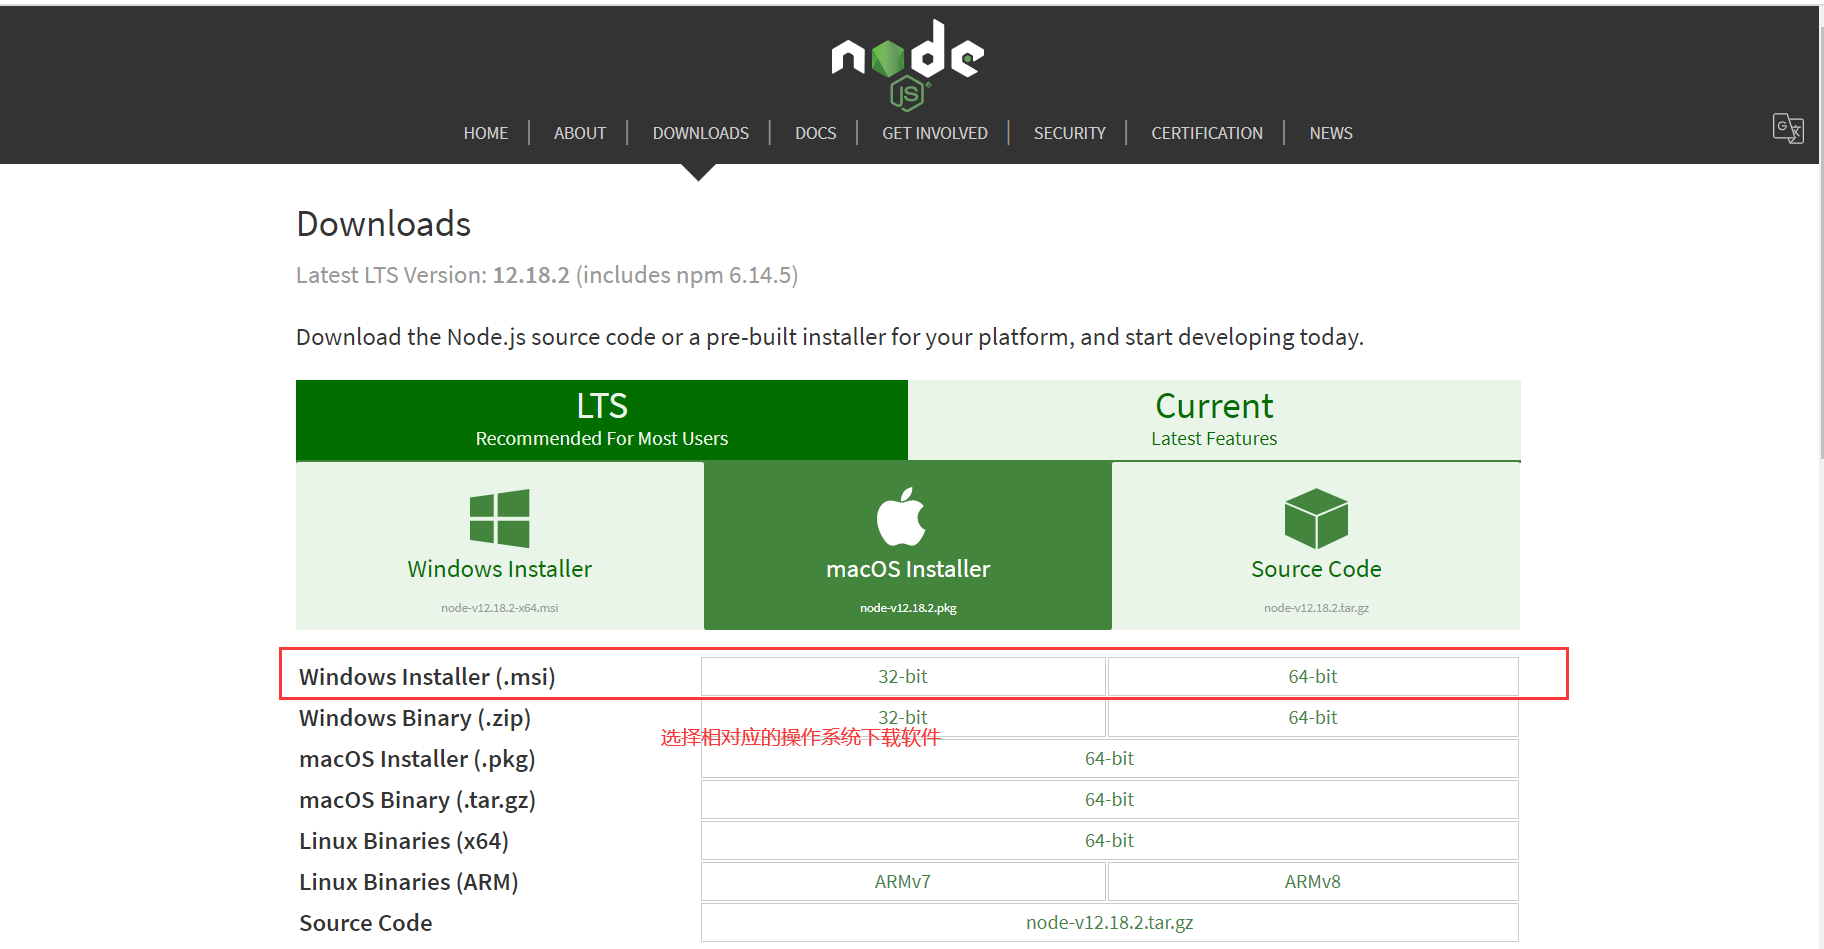 node
JS
HOME | ABOUT | DOWNLOADS | DOCS | GET INVOLVED | SECURITY | CERTIFICATION | NEWS
Downloads
Latest LTS Version: 12.18.2 (includes npm 6.14.5)
Download the Node.js source code or a pre-built installer for your platform, and start developing today.
LTS
Recommended For Most Users
Current
Latest Features
Windows Installer
node-v12.18.2-x64.msi
macOS Installer
node-v12.18.2.pkg
Source Code
node-v12.18.2.tar.gz
Windows Installer (.msi) 32-bit 64-bit
Windows Binary (.zip) 32-bit 64-bit
选择相对应的操作系统下载软件
macOS Installer (.pkg) 64-bit
macOS Binary (.tar.gz) 64-bit
Linux Binaries (x64) 64-bit
Linux Binaries (ARM) ARMv7 ARMv8
Source Code node-v12.18.2.tar.gz